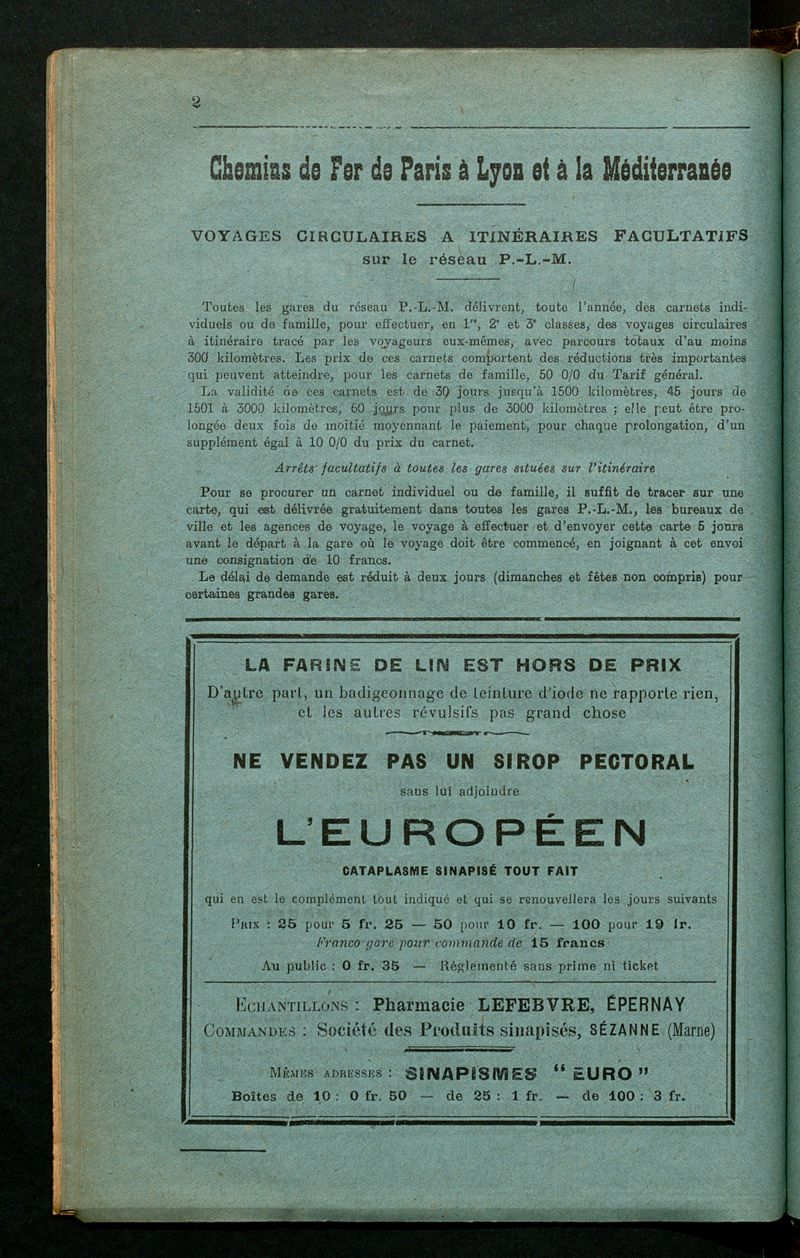 2
Chemins de Fer de Paris à Lyon et à la Méditerranée
VOYAGES CIRCULAIRES A ITINÉRAIRES FACULTATIFS
sur le réseau P.-L.-M.
Toutes les gares du réseau P.-L.-M. délivrent, toute l'année, des carnets indi-
viduels ou de famille, pour effectuer, en 1re, 2e et 3e classes, des voyages circulaires
à itinéraire tracé par les voyageurs eux-mêmes, avec parcours totaux d'au moins
300 kilomètres. Les prix de ces carnets comportent des réductions très importantes
qui peuvent atteindre, pour les carnets de famille, 50 0/0 du Tarif général.
La validité de ces carnets est de 30 jours jusqu'à 1500 kilomètres, 45 jours de
1501 à 3000 kilomètres, 60 jours pour plus de 3000 kilomètres ; elle peut être pro-
longée deux fois de moitié moyennant le paiement, pour chaque prolongation, d'un
supplément égal à 10 0/0 du prix du carnet.
Arrêts facultatifs à toutes les gares situées sur l'itinéraire
Pour se procurer un carnet individuel ou de famille, il suffit de tracer sur une
carte, qui est délivrée gratuitement dans toutes les gares P.-L.-M., les bureaux de
ville et les agences de voyage, le voyage à effectuer et d'envoyer cette carte 5 jours
avant le départ à la gare où le voyage doit être commencé, en joignant à cet envoi
une consignation de 10 francs.
Le délai de demande est réduit à deux jours (dimanches et fêtes non compris) pour
certaines grandes gares.
LA FARINE DE LIN EST HORS DE PRIX
D'autre part, un badigeonnage de teinture d'iode ne rapporte rien,
et les autres révulsifs pas grand chose
NE VENDEZ PAS UN SIROP PECTORAL
sans lui adjoindre
L'EUROPÉEN
CATAPLASME SINAPISÉ TOUT FAIT
qui en est le complément tout indiqué et qui se renouvellera les jours suivants
PRIX : 25 pour 5 fr. 25 — 50 pour 10 fr. — 100 pour 19 fr.
Franco gare pour commande de 15 francs
Au public : 0 fr. 35 — Réglementé sans prime ni ticket
ECHANTILLONS : Pharmacie LEFEBVRE, ÉPERNAY
COMMANDES : Société des Produits sinapisés, SÉZANNE (Marne)
MÊMES ADRESSES : SINAPISMES “ EURO ”
Boîtes de 10 : 0 fr. 50 — de 25 : 1 fr. — de 100 : 3 fr.